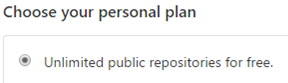 Choose your personal plan
Unlimited public repositories for free.